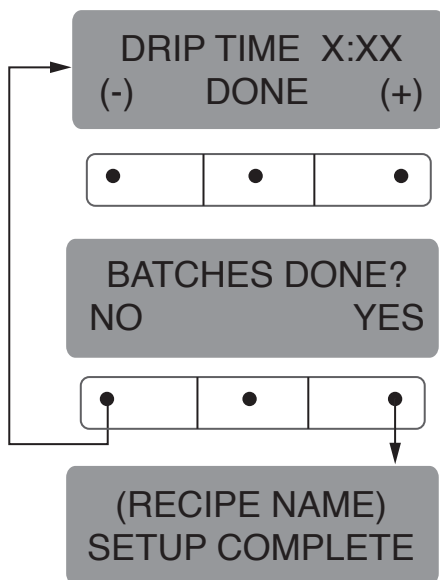 DRIP TIME X:XX
(-) DONE (+)
BATCHES DONE?
NO YES
(RECIPE NAME)
SETUP COMPLETE